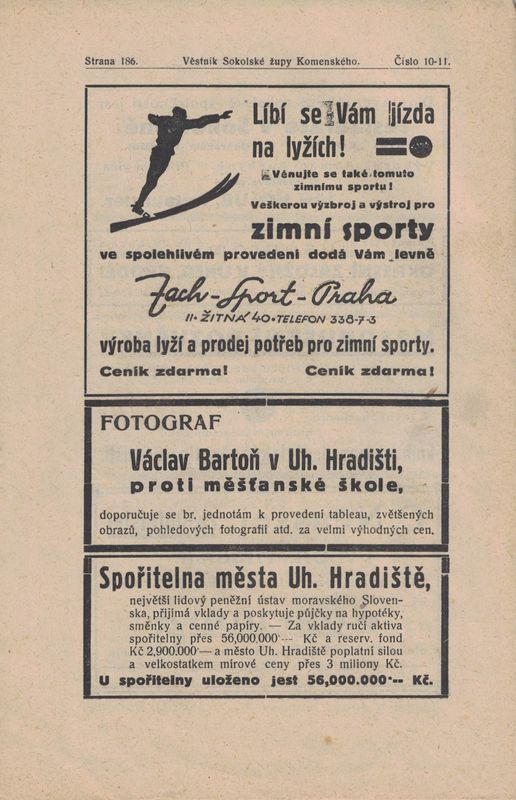 Strana 186. Věstník Sokolské župy Komenského. Číslo 10-11.
Líbí se Vám jízda
na lyžích!
Věnujte se také tomuto
zimnímu sportu!
Veškerou výzbroj a výstroj pro
zimní sporty
ve spolehlivém provedení dodá Vám levně
Zach-Sport-Praha
II. ŽITNÁ 40. TELEFON 338-7-3
výroba lyží a prodej potřeb pro zimní sporty.
Ceník zdarma! Ceník zdarma!
FOTOGRAF
Václav Bartoň v Uh. Hradišti,
proti měšťanské škole,
doporučuje se br. jednotám k provedení tableau, zvětšených
obrazů, pohledových fotografií atd. za velmi výhodných cen.
Spořitelna města Uh. Hradiště,
největší lidový peněžní ústav moravského Sloven-
ska, přijímá vklady a poskytuje půjčky na hypotéky,
směnky a cenné papíry. — Za vklady ručí aktiva
spořitelny přes 56,000.000·— Kč a reserv. fond
Kč 2,900.000·— a město Uh. Hradiště poplatní silou
a velkostatkem mírové ceny přes 3 miliony Kč.
U spořitelny uloženo jest 56,000.000·-- Kč.